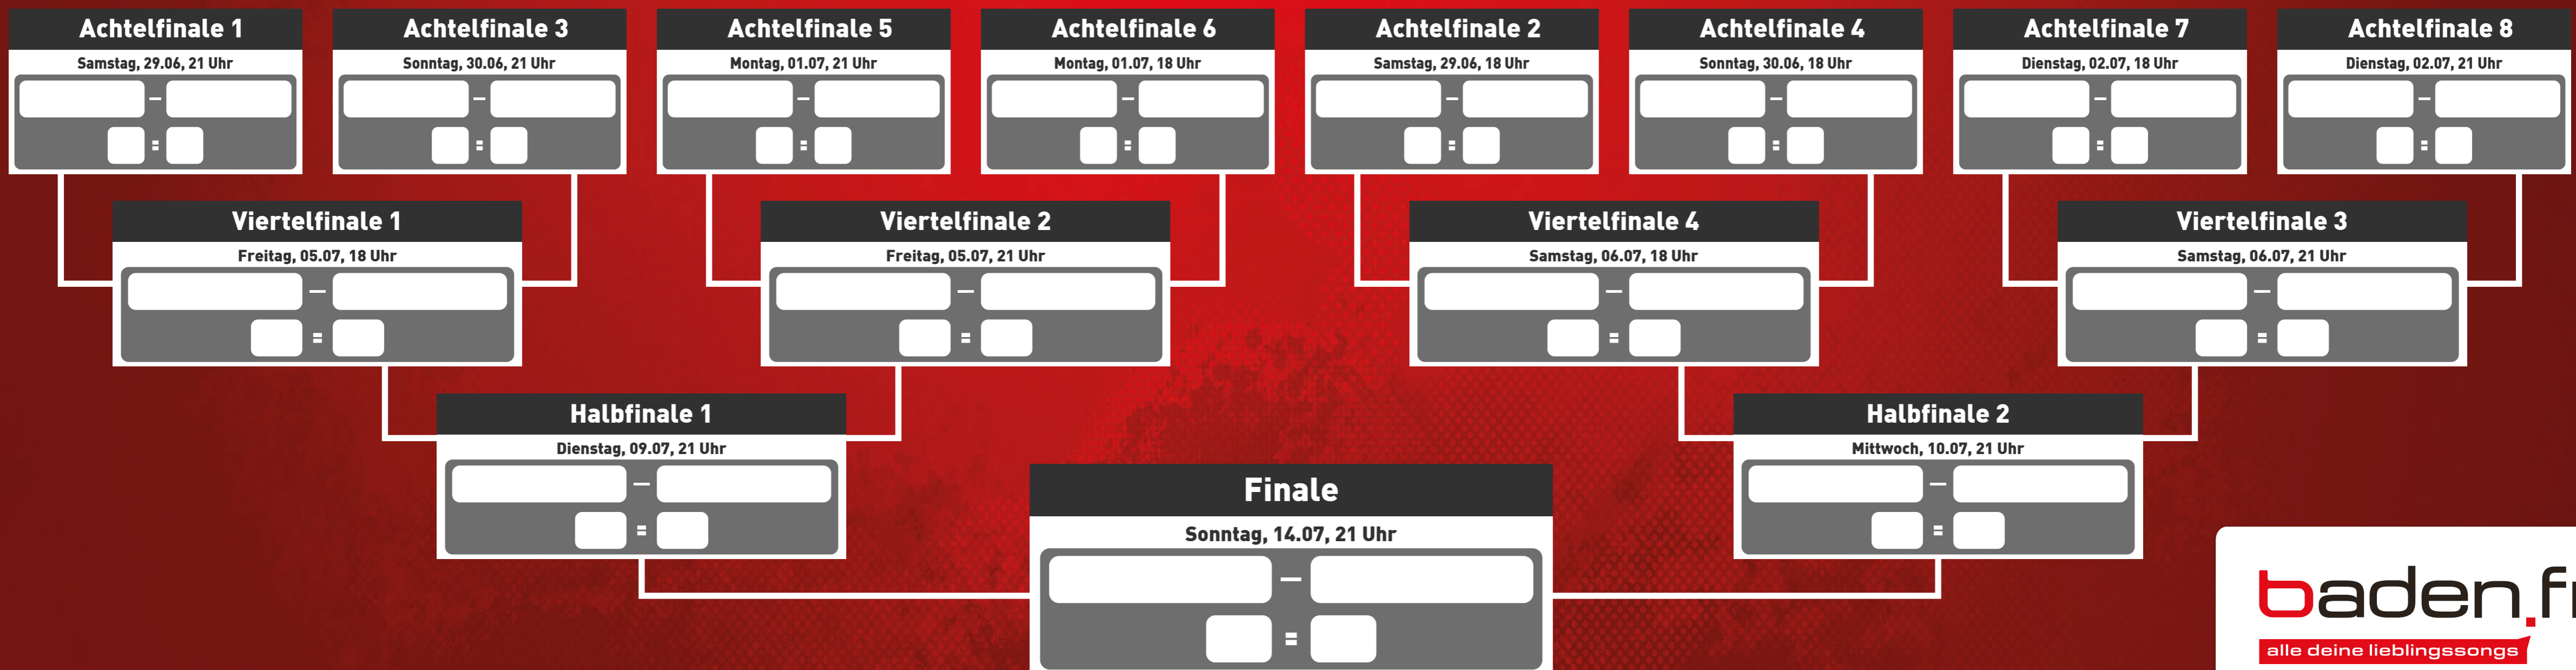 Achtelfinale 1
Samstag, 29.06, 21 Uhr
–
:
Achtelfinale 3
Sonntag, 30.06, 21 Uhr
–
:
Achtelfinale 5
Montag, 01.07, 21 Uhr
–
:
Achtelfinale 6
Montag, 01.07, 18 Uhr
–
:
Achtelfinale 2
Samstag, 29.06, 18 Uhr
–
:
Achtelfinale 4
Sonntag, 30.06, 18 Uhr
–
:
Achtelfinale 7
Dienstag, 02.07, 18 Uhr
–
:
Achtelfinale 8
Dienstag, 02.07, 21 Uhr
–
:
Viertelfinale 1
Freitag, 05.07, 18 Uhr
–
:
Viertelfinale 2
Freitag, 05.07, 21 Uhr
–
:
Viertelfinale 4
Samstag, 06.07, 18 Uhr
–
:
Viertelfinale 3
Samstag, 06.07, 21 Uhr
–
:
Halbfinale 1
Dienstag, 09.07, 21 Uhr
–
:
Halbfinale 2
Mittwoch, 10.07, 21 Uhr
–
:
Finale
Sonntag, 14.07, 21 Uhr
–
:
baden.f
alle deine lieblingssongs